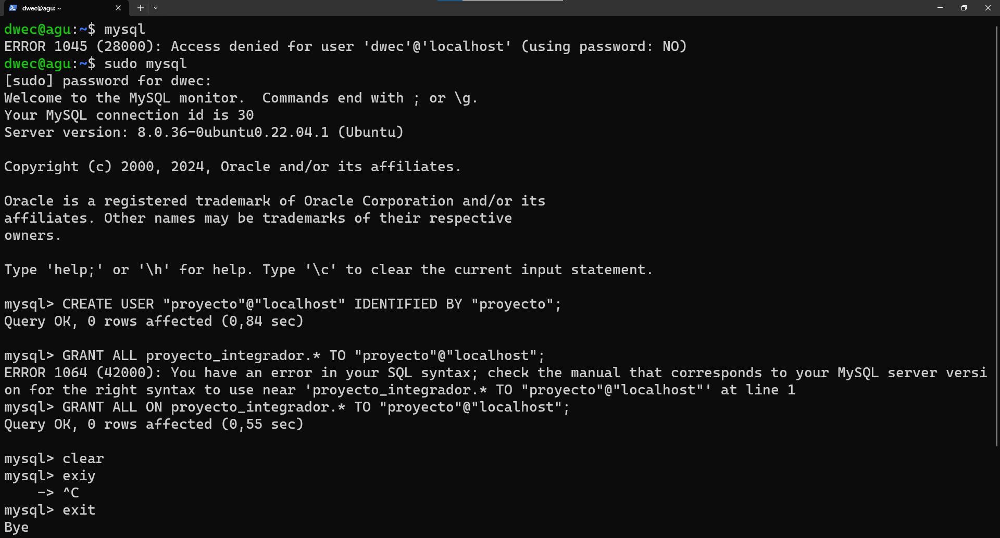 dwec@agu: ~
dwec@agu:~$ mysql
ERROR 1045 (28000): Access denied for user 'dwec'@'localhost' (using password: NO)
dwec@agu:~$ sudo mysql
[sudo] password for dwec:
Welcome to the MySQL monitor.  Commands end with ; or \g.
Your MySQL connection id is 30
Server version: 8.0.36-0ubuntu0.22.04.1 (Ubuntu)

Copyright (c) 2000, 2024, Oracle and/or its affiliates.

Oracle is a registered trademark of Oracle Corporation and/or its
affiliates. Other names may be trademarks of their respective
owners.

Type 'help;' or '\h' for help. Type '\c' to clear the current input statement.

mysql> CREATE USER "proyecto"@"localhost" IDENTIFIED BY "proyecto";
Query OK, 0 rows affected (0,84 sec)

mysql> GRANT ALL proyecto_integrador.* TO "proyecto"@"localhost";
ERROR 1064 (42000): You have an error in your SQL syntax; check the manual that corresponds to your MySQL server versi
on for the right syntax to use near 'proyecto_integrador.* TO "proyecto"@"localhost"' at line 1
mysql> GRANT ALL ON proyecto_integrador.* TO "proyecto"@"localhost";
Query OK, 0 rows affected (0,55 sec)

mysql> clear
mysql> exiy
    -> ^C
mysql> exit
Bye